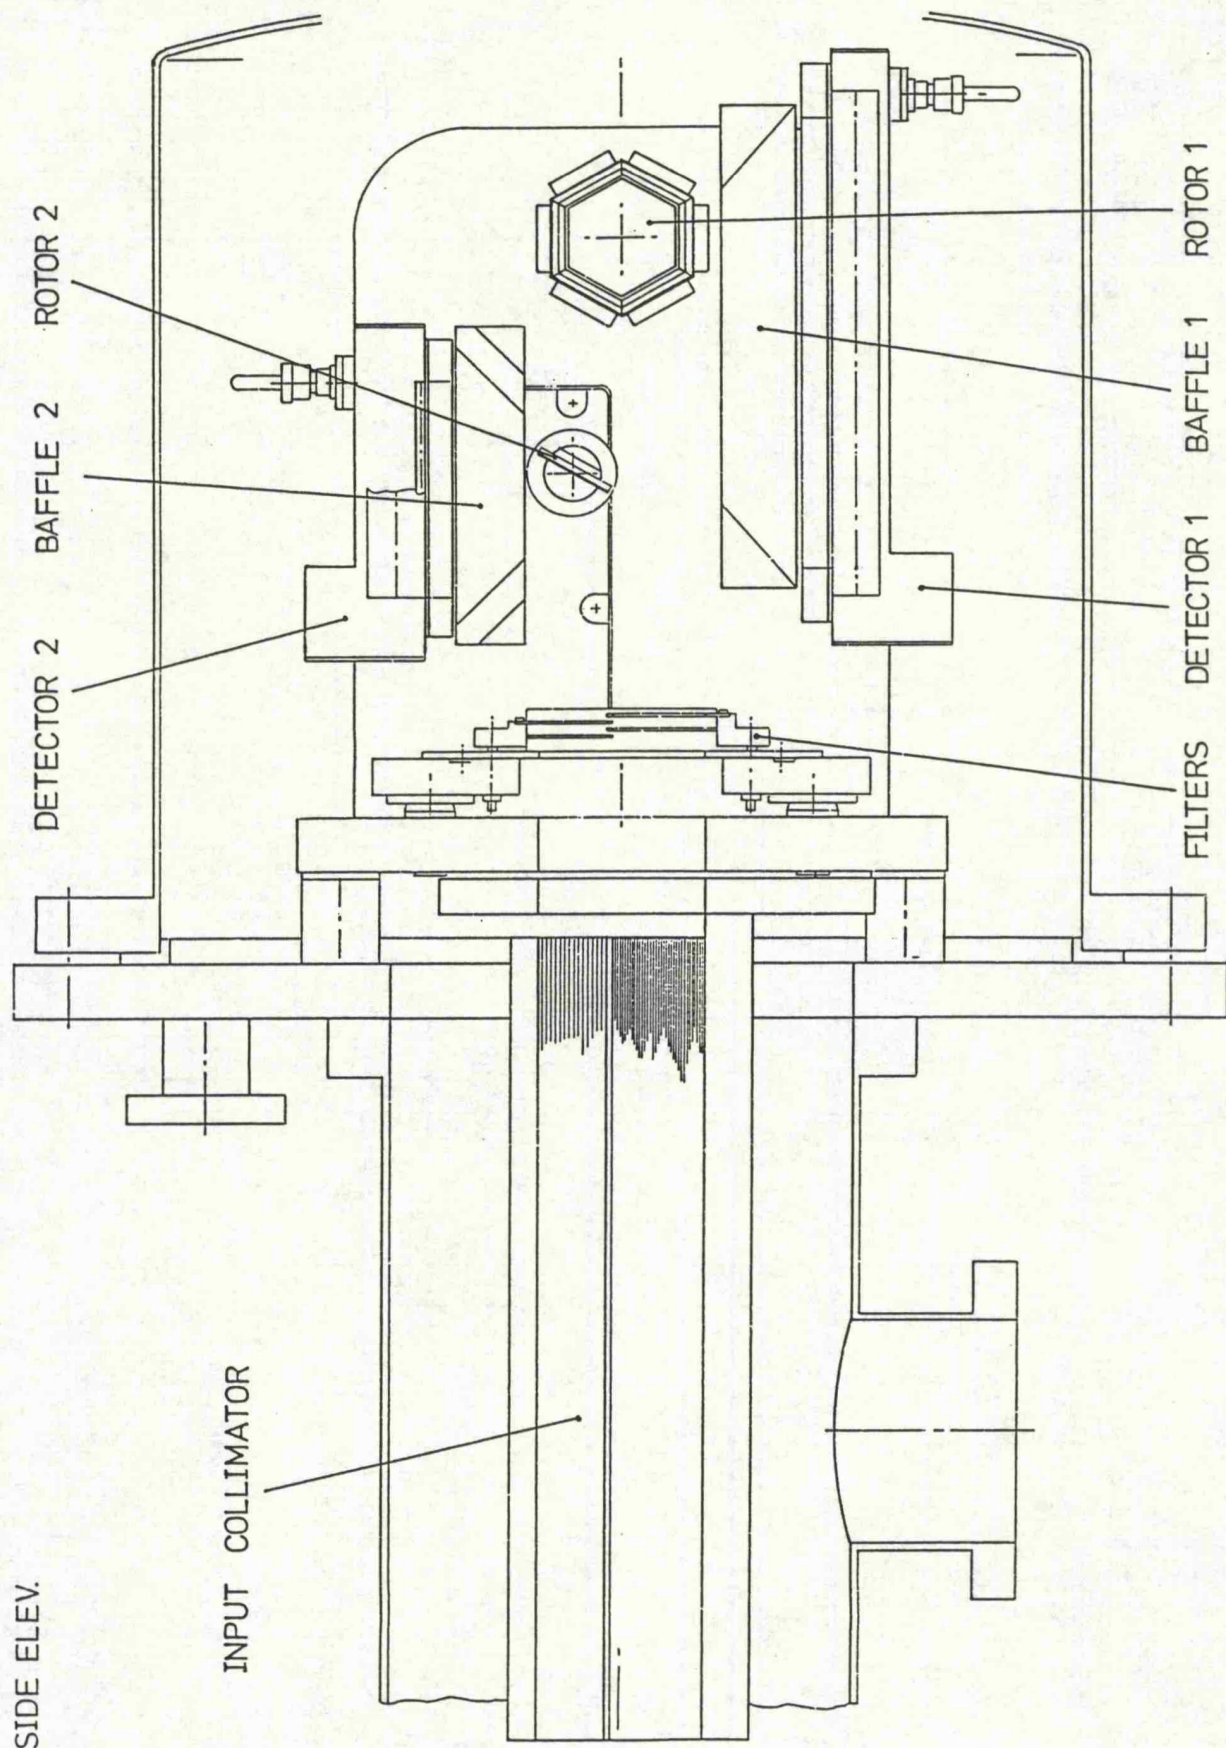 SIDE ELEV.
INPUT COLLIMATOR
DETECTOR 2
BAFFLE 2
ROTOR 2
FILTERS
DETECTOR 1
BAFFLE 1
ROTOR 1